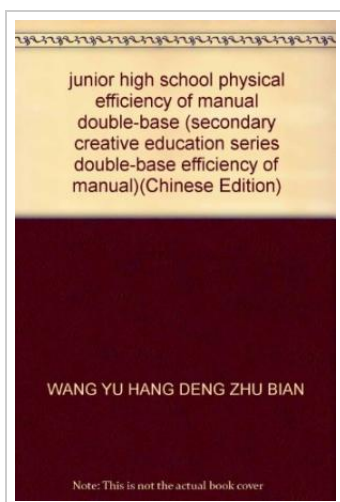 junior high school physical
efficiency of manual
double-base (secondary
creative education series
double-base efficiency of
manual)(Chinese Edition)
WANG YU HANG DENG ZHU BIAN
Note: This is not the actual book cover